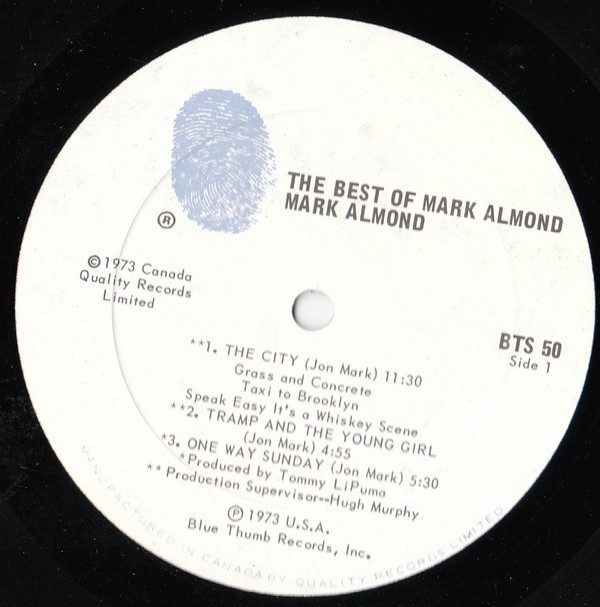 THE BEST OF MARK ALMOND
MARK ALMOND
®
©1973 Canada
Quality Records
Limited
BTS 50
Side 1
**1. THE CITY (Jon Mark) 11:30
Grass and Concrete
Taxi to Brooklyn
Speak Easy It's a Whiskey Scene
**2. TRAMP AND THE YOUNG GIRL
(Jon Mark) 4:55
*3. ONE WAY SUNDAY (Jon Mark) 5:30
*Produced by Tommy LiPuma
** Production Supervisor--Hugh Murphy
℗ 1973 U.S.A.
Blue Thumb Records, Inc.
MANUFACTURED IN CANADA BY QUALITY RECORDS LIMITED